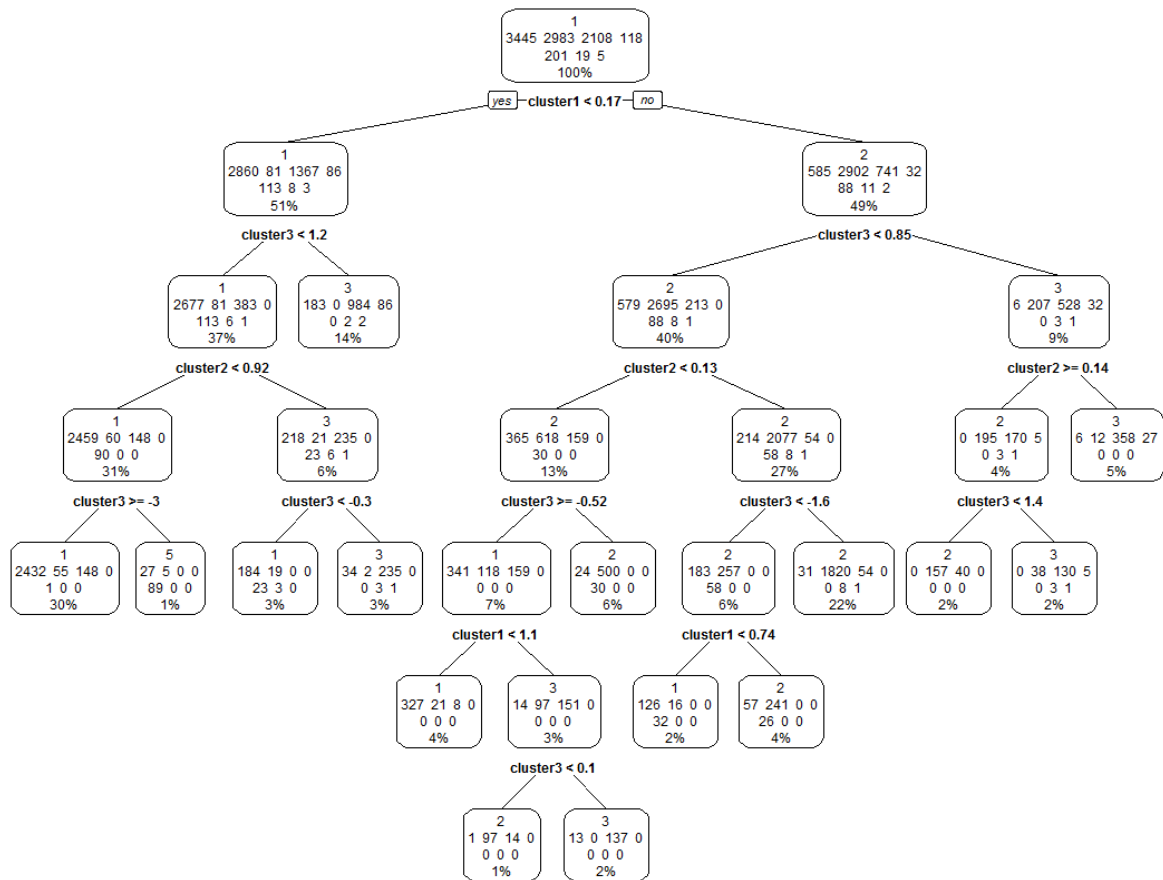 1
3445 2983 2108 118
201 19 5
100%
yes cluster1 < 0.17 no
1
2860 81 1367 86
113 8 3
51%
2
585 2902 741 32
88 11 2
49%
cluster3 < 1.2
cluster3 < 0.85
1
2677 81 383 0
113 6 1
37%
3
183 0 984 86
0 2 2
14%
2
579 2695 213 0
88 8 1
40%
3
6 207 528 32
0 3 1
9%
cluster2 < 0.92
cluster2 < 0.13
cluster2 >= 0.14
1
2459 60 148 0
90 0 0
31%
3
218 21 235 0
23 6 1
6%
2
365 618 159 0
30 0 0
13%
2
214 2077 54 0
58 8 1
27%
2
0 195 170 5
0 3 1
4%
3
6 12 358 27
0 0 0
5%
cluster3 >= -3
cluster3 < -0.3
cluster3 >= -0.52
cluster3 < -1.6
cluster3 < 1.4
1
2432 55 148 0
1 0 0
30%
5
27 5 0 0
89 0 0
1%
1
184 19 0 0
23 3 0
3%
3
34 2 235 0
0 3 1
3%
1
341 118 159 0
0 0 0
7%
2
24 500 0 0
30 0 0
6%
2
183 257 0 0
58 0 0
6%
2
31 1820 54 0
0 8 1
22%
2
0 157 40 0
0 0 0
2%
3
0 38 130 5
0 3 1
2%
cluster1 < 1.1
cluster1 < 0.74
1
327 21 8 0
0 0 0
4%
3
14 97 151 0
0 0 0
3%
1
126 16 0 0
32 0 0
2%
2
57 241 0 0
26 0 0
4%
cluster3 < 0.1
2
1 97 14 0
0 0 0
1%
3
13 0 137 0
0 0 0
2%